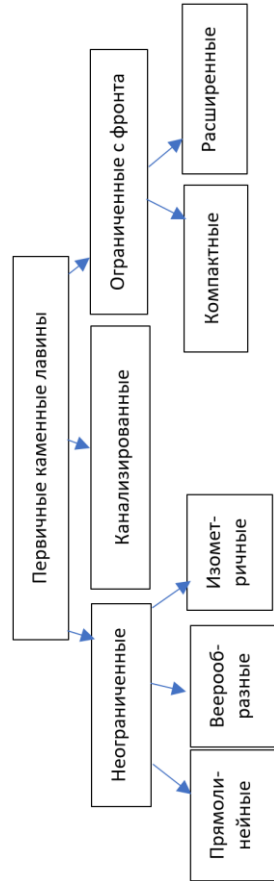 Первичные каменные лавины
Неограниченные
Канализированные
Ограниченные с фронта
Прямоли-
нейные
Веерооб-
разные
Изомет-
ричные
Компактные
Расширенные